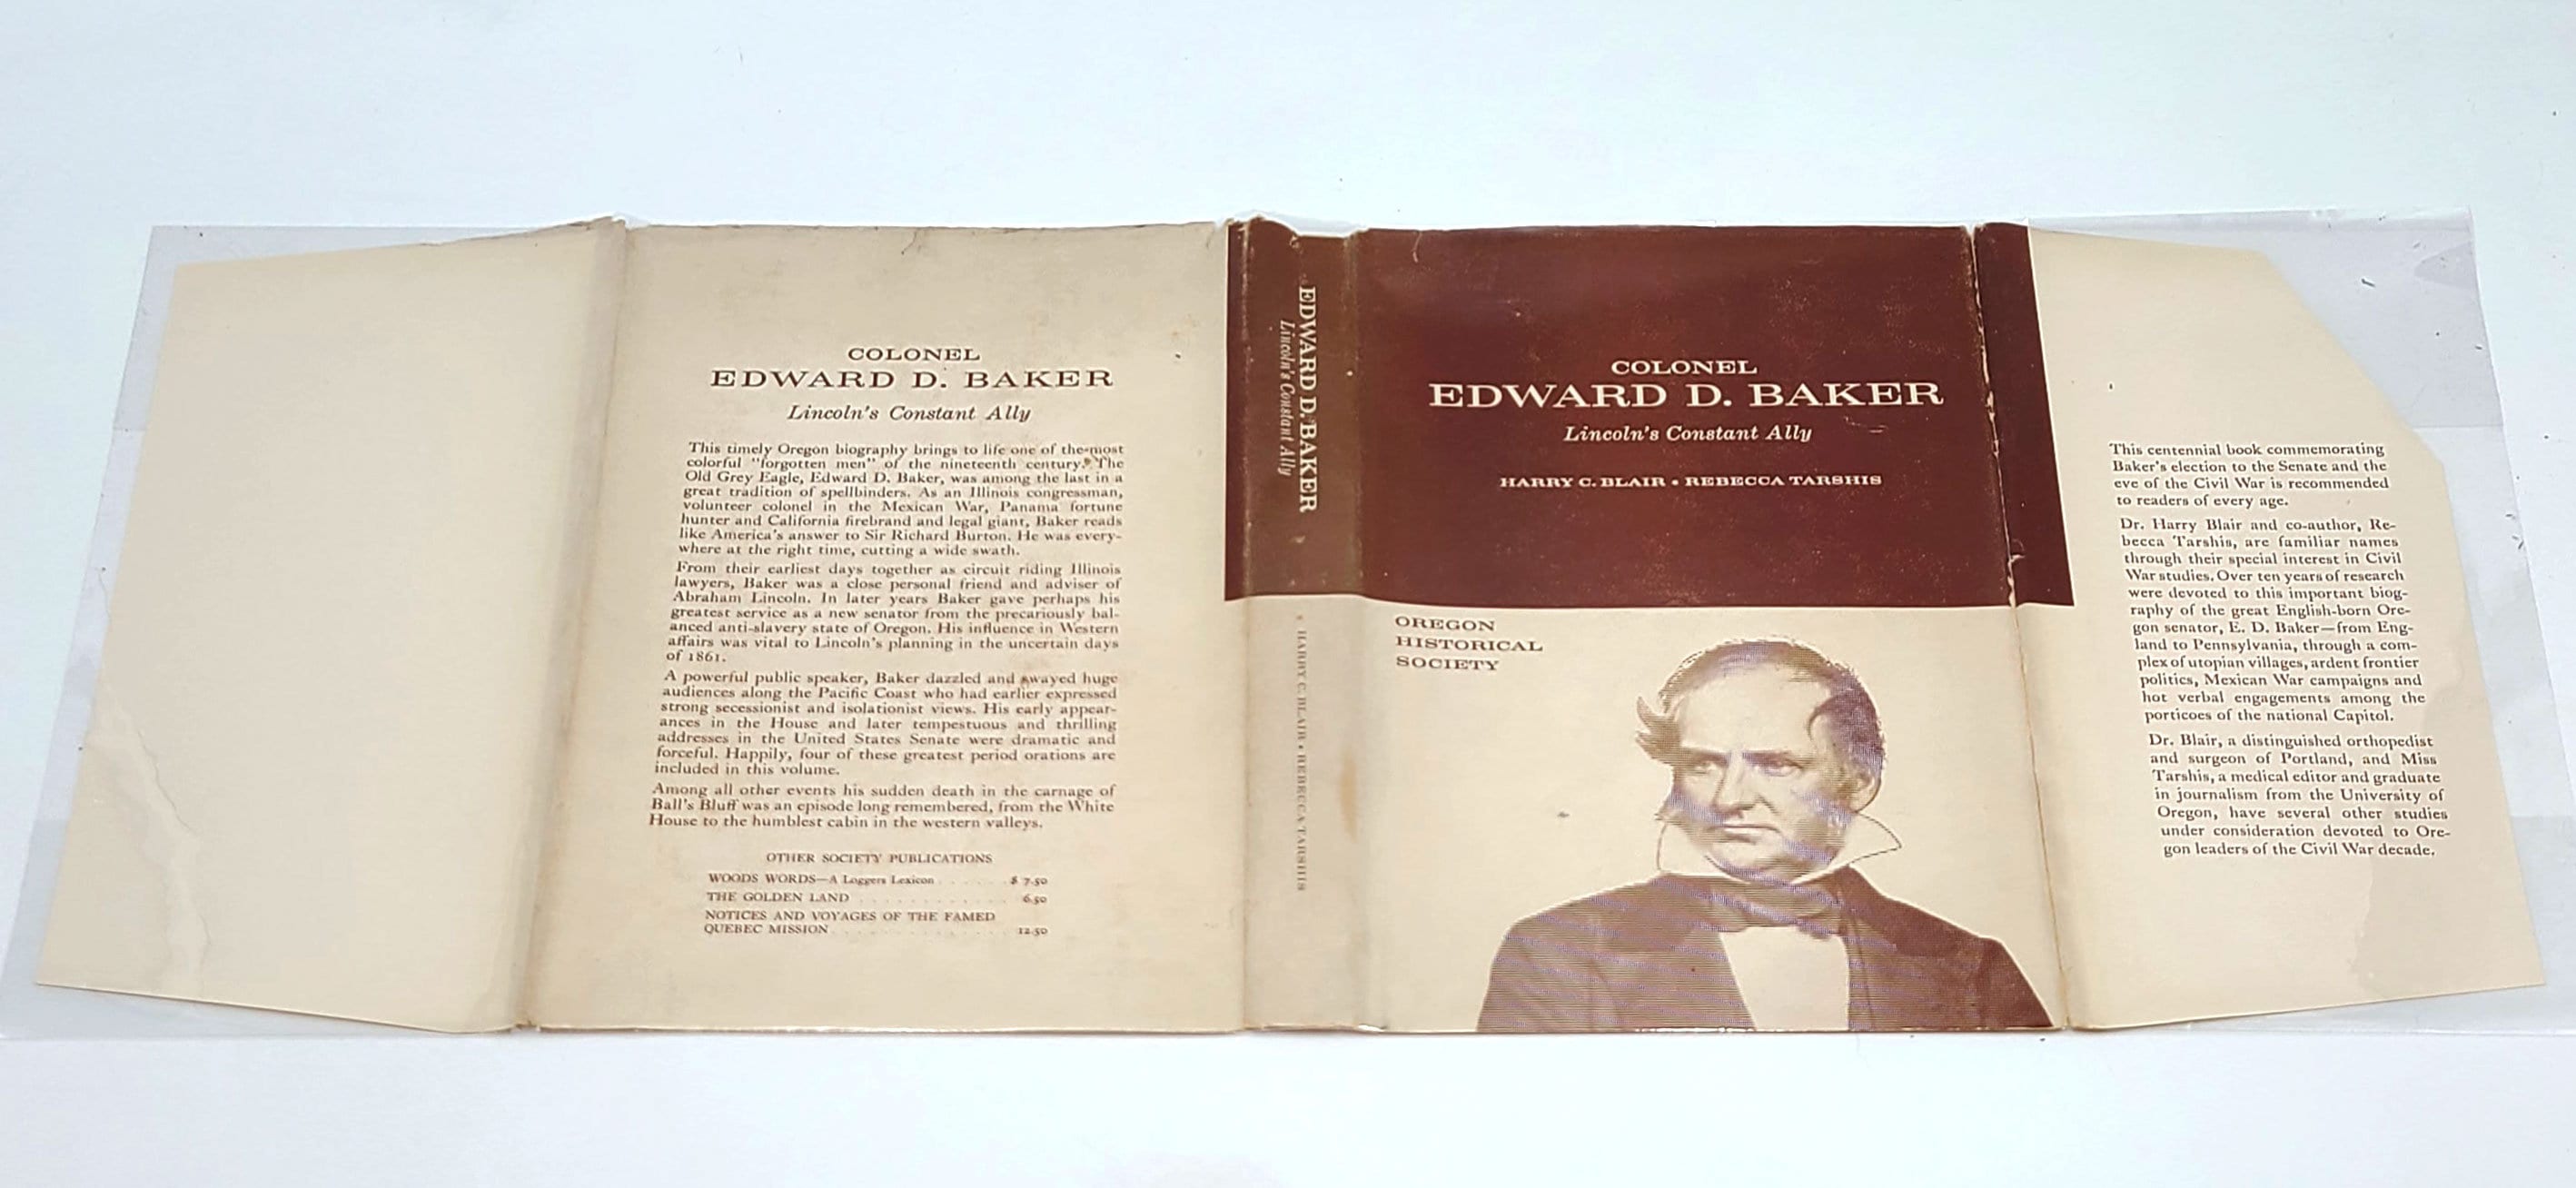 COLONEL
EDWARD D. BAKER
Lincoln's Constant Ally
This timely Oregon biography brings to life one of the most
colorful "forgotten men" of the nineteenth century. The
Old Grey Eagle, Edward D. Baker, was among the last in a
great tradition of spellbinders. As an Illinois congressman,
volunteer colonel in the Mexican War, Panama fortune
hunter and California firebrand and legal giant, Baker reads
like America's answer to Sir Richard Burton. He was every-
where at the right time, cutting a wide swath.
From their earliest days together as circuit riding Illinois
lawyers, Baker was a close personal friend and adviser of
Abraham Lincoln. In later years Baker gave perhaps his
greatest service as a new senator from the precariously bal-
anced anti-slavery state of Oregon. His influence in Western
affairs was vital to Lincoln's planning in the uncertain days
of 1861.
A powerful public speaker, Baker dazzled and swayed huge
audiences along the Pacific Coast who had earlier expressed
strong secessionist and isolationist views. His early appear-
ances in the House and later tempestuous and thrilling
addresses in the United States Senate were dramatic and
forceful. Happily, four of these greatest period orations are
included in this volume.
Among all other events his sudden death in the carnage of
Ball's Bluff was an episode long remembered, from the White
House to the humblest cabin in the western valleys.
OTHER SOCIETY PUBLICATIONS
WOODS WORDS—A Loggers Lexicon . . . . . . $ 7.50
THE GOLDEN LAND . . . . . . . . . . . . 6.50
NOTICES AND VOYAGES OF THE FAMED
QUEBEC MISSION . . . . . . . . . . . . . 12.50
EDWARD D. BAKER
Lincoln's Constant Ally
HARRY C. BLAIR • REBECCA TARSHIS
COLONEL
EDWARD D. BAKER
Lincoln's Constant Ally
HARRY C. BLAIR • REBECCA TARSHIS
OREGON
HISTORICAL
SOCIETY
This centennial book commemorating
Baker's election to the Senate and the
eve of the Civil War is recommended
to readers of every age.
Dr. Harry Blair and co-author, Re-
becca Tarshis, are familiar names
through their special interest in Civil
War studies. Over ten years of research
were devoted to this important biog-
raphy of the great English-born Ore-
gon senator, E. D. Baker—from Eng-
land to Pennsylvania, through a com-
plex of utopian villages, ardent frontier
politics, Mexican War campaigns and
hot verbal engagements among the
porticoes of the national Capitol.
Dr. Blair, a distinguished orthopedist
and surgeon of Portland, and Miss
Tarshis, a medical editor and graduate
in journalism from the University of
Oregon, have several other studies
under consideration devoted to Ore-
gon leaders of the Civil War decade.